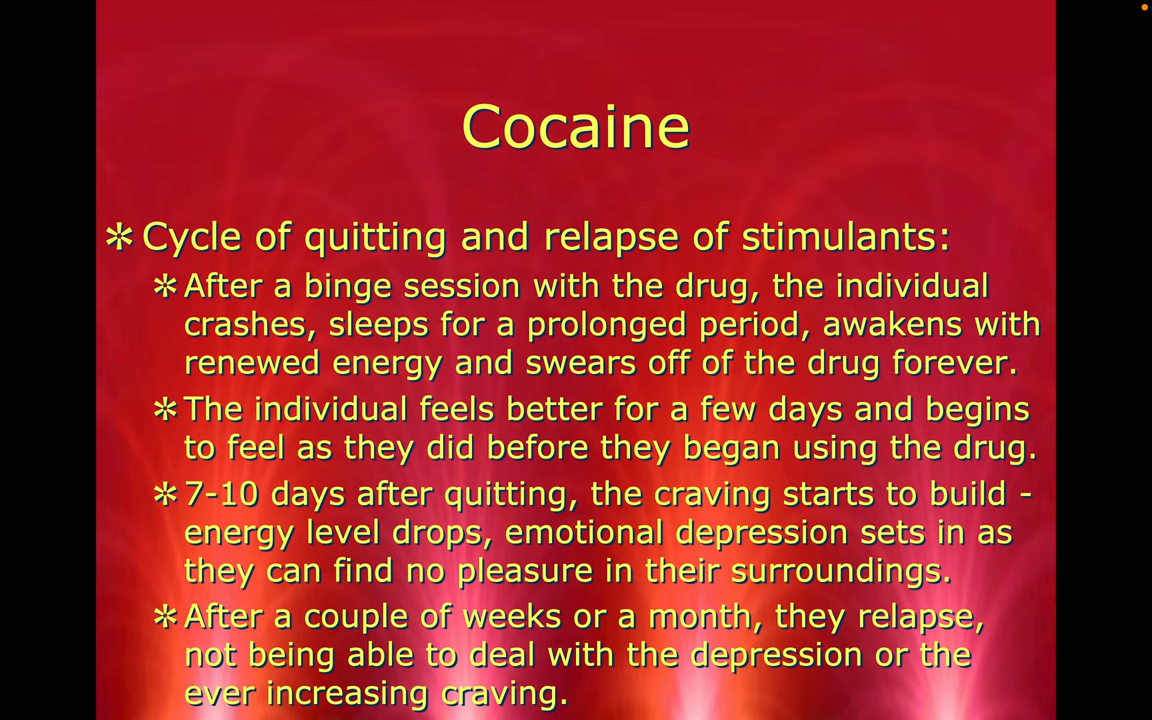 Cocaine
✲ Cycle of quitting and relapse of stimulants:
✲ After a binge session with the drug, the individual
crashes, sleeps for a prolonged period, awakens with
renewed energy and swears off of the drug forever.
✲ The individual feels better for a few days and begins
to feel as they did before they began using the drug.
✲ 7-10 days after quitting, the craving starts to build -
energy level drops, emotional depression sets in as
they can find no pleasure in their surroundings.
✲ After a couple of weeks or a month, they relapse,
not being able to deal with the depression or the
ever increasing craving.